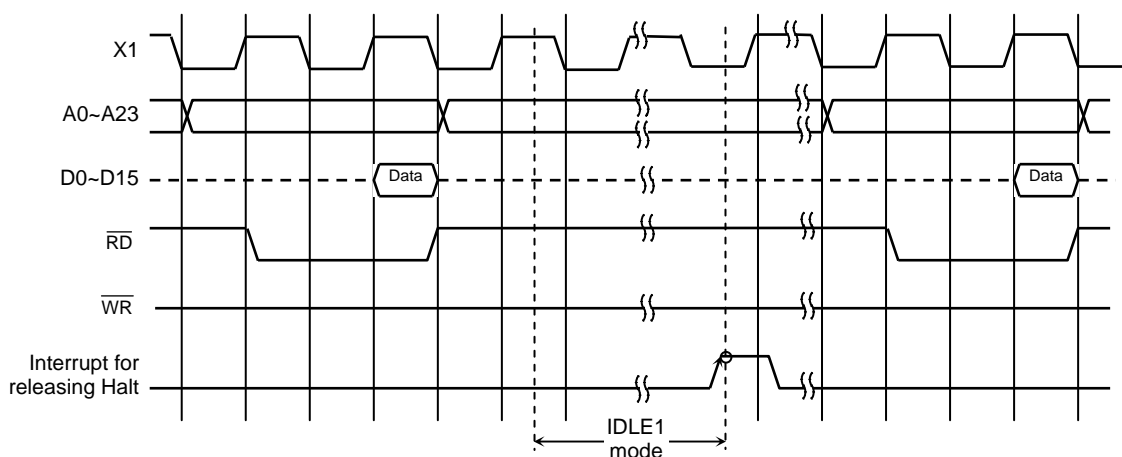 X1
A0~A23
D0~D15
Data
Data
RD
WR
Interrupt for
releasing Halt
IDLE1
mode